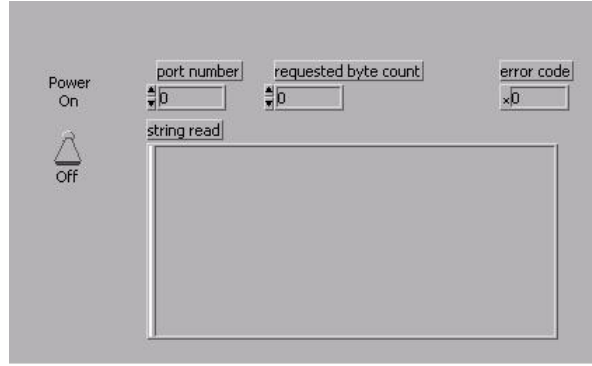 Power
On
Off
port number
0
requested byte count
0
error code
×0
string read